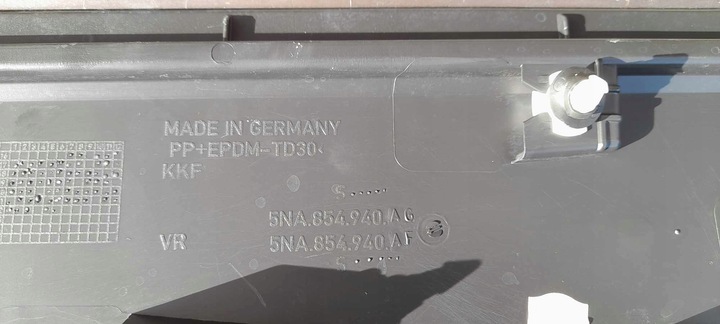 MADE IN GERMANY
PP+EPDM-TD30<
KKF
S.....
5NA.854.940.AG
VR 5NA.854.940.AF